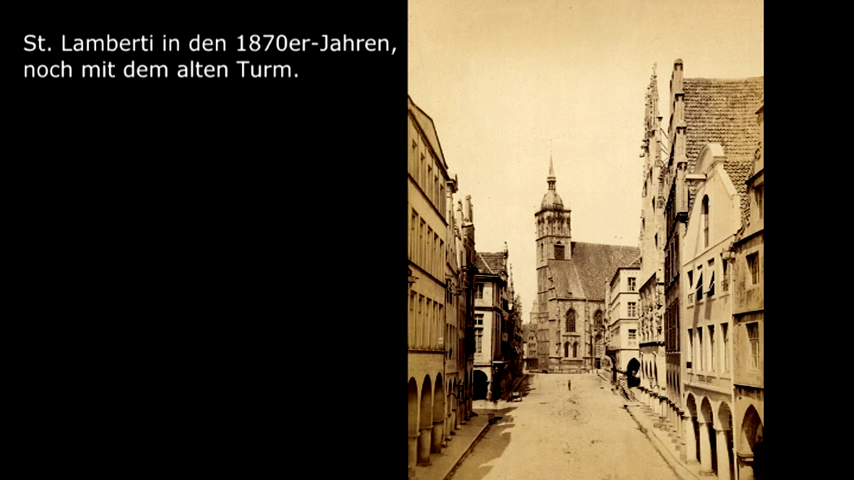 St. Lamberti in den 1870er-Jahren,
noch mit dem alten Turm.